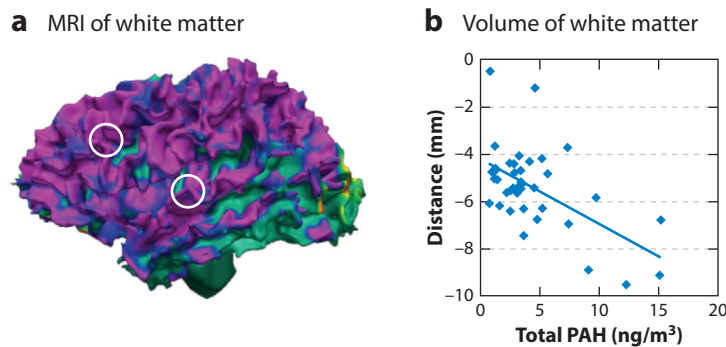 a MRI of white matter
b Volume of white matter
0
−2
−4
−6
−8
−10
Distance (mm)
0 5 10 15 20
Total PAH (ng/m³)